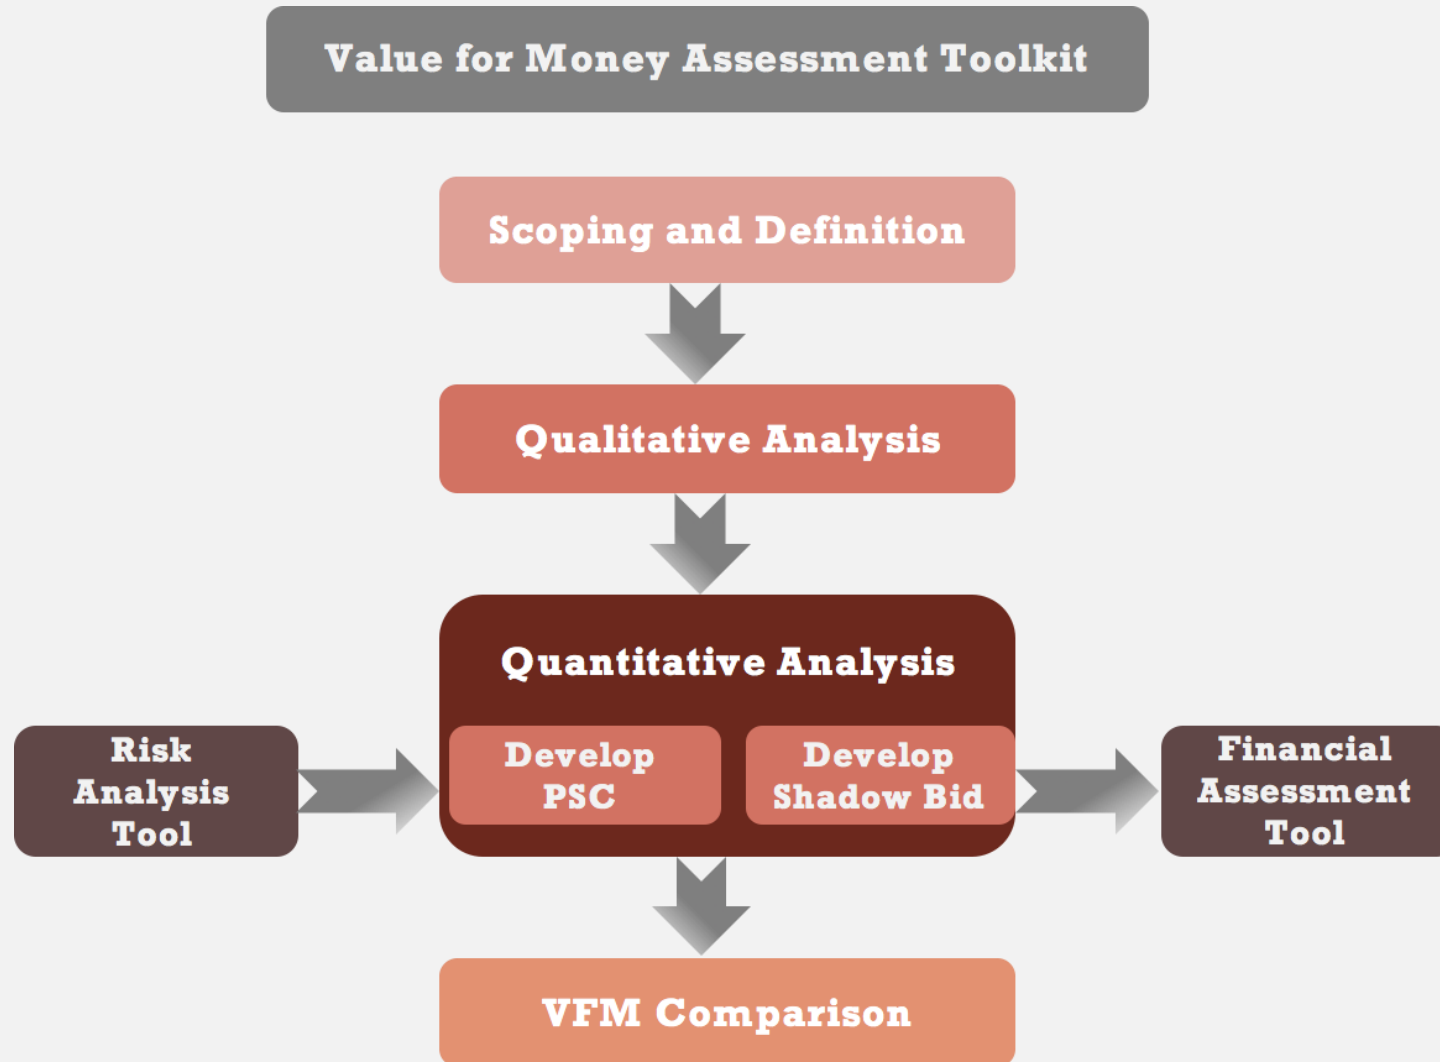 Value for Money Assessment Toolkit
Scoping and Definition
Qualitative Analysis
Quantitative Analysis
Risk
Analysis
Tool
Develop
PSC
Develop
Shadow Bid
Financial
Assessment
Tool
VFM Comparison